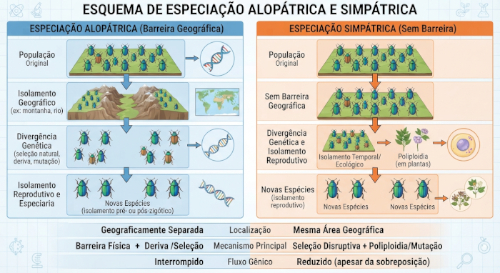 ESQUEMA DE ESPECIAÇÃO ALOPÁTRICA E SIMPÁTRICA
ESPECIAÇÃO ALOPÁTRICA (Barreira Geográfica)
População
Original
Isolamento
Geográfico
(ex: montanha, rio)
Divergência
Genética
(seleção natural,
deriva, mutação)
Isolamento
Reprodutivo e
Especiaria
Novas Espécies
(isolamento pré- ou pós-zigótico)
ESPECIAÇÃO SIMPÁTRICA (Sem Barreira)
População
Original
Sem Barreira
Geográfica
Divergência
Genética e
Isolamento
Reprodutivo
Isolamento Temporal/
Ecológico
Poliploidia
(em plantas)
Novas Espécies
(isolamento
reprodutivo)
Novas Espécies
Novas Espécies
Geograficamente Separada Localização Mesma Área Geográfica
Barreira Física + Deriva /Seleção Mecanismo Principal Seleção Disruptiva + Poliploidia/Mutação
Interrompido Fluxo Gênico Reduzido (apesar da sobreposição)